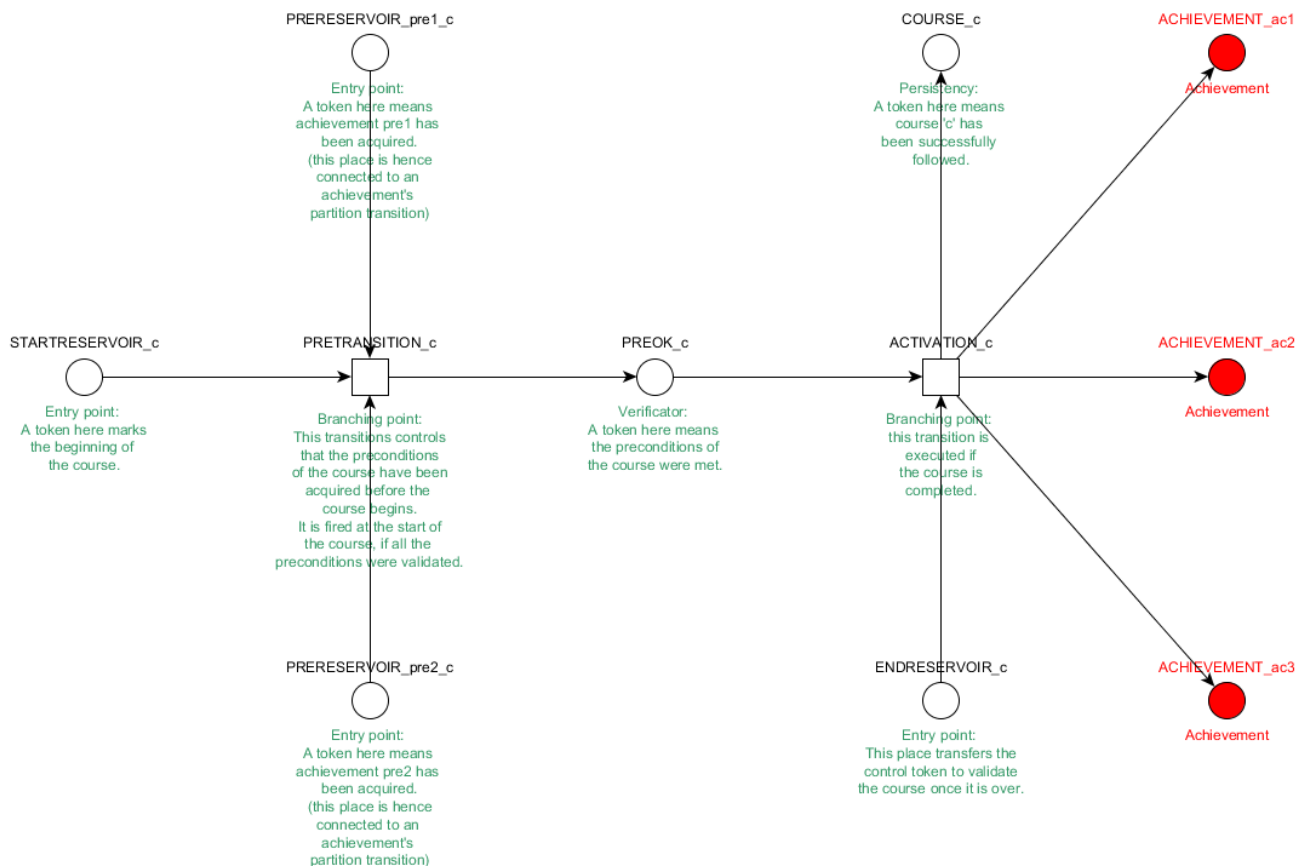 PRERESERVOIR_pre1_c
Entry point:
A token here means
achievement pre1 has
been acquired.
(this place is hence
connected to an
achievement's
partition transition)
COURSE_c
Persistency:
A token here means
course 'c' has
been successfully
followed.
ACHIEVEMENT_ac1
Achievement
STARTRESERVOIR_c
Entry point:
A token here marks
the beginning of
the course.
PRETRANSITION_c
Branching point:
This transitions controls
that the preconditions
of the course have been
acquired before the
course begins.
It is fired at the start of
the course, if all the
preconditions were validated.
PREOK_c
Verificator:
A token here means
the preconditions of
the course were met.
ACTIVATION_c
Branching point:
this transition is
executed if
the course is
completed.
ACHIEVEMENT_ac2
Achievement
PRERESERVOIR_pre2_c
Entry point:
A token here means
achievement pre2 has
been acquired.
(this place is hence
connected to an
achievement's
partition transition)
ENDRESERVOIR_c
Entry point:
This place transfers the
control token to validate
the course once it is over.
ACHIEVEMENT_ac3
Achievement